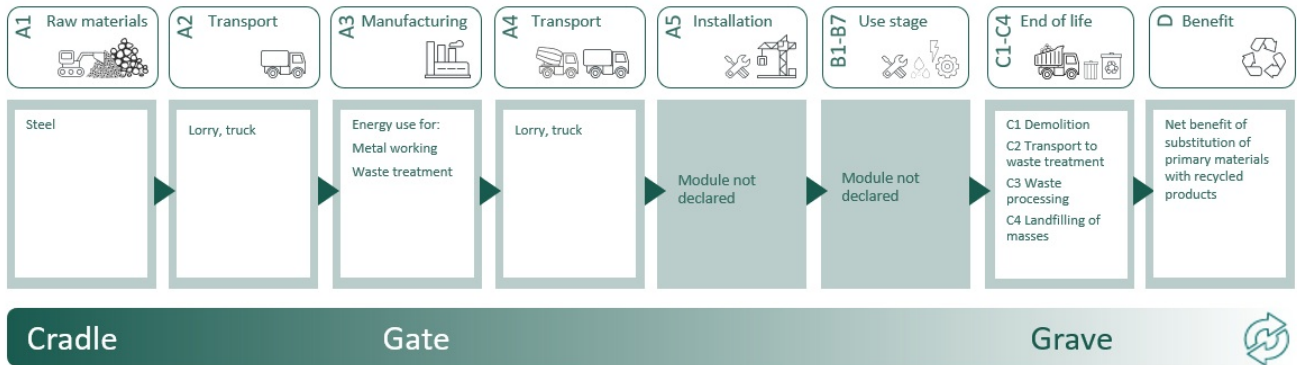 A1 Raw materials
A2 Transport
A3 Manufacturing
A4 Transport
A5 Installation
B1-B7 Use stage
C1-C4 End of life
D Benefit
Steel
Lorry, truck
Energy use for:
Metal working
Waste treatment
Lorry, truck
Module not
declared
Module not
declared
C1 Demolition
C2 Transport to
waste treatment
C3 Waste
processing
C4 Landfilling of
masses
Net benefit of
substitution of
primary materials
with recycled
products
Cradle
Gate
Grave